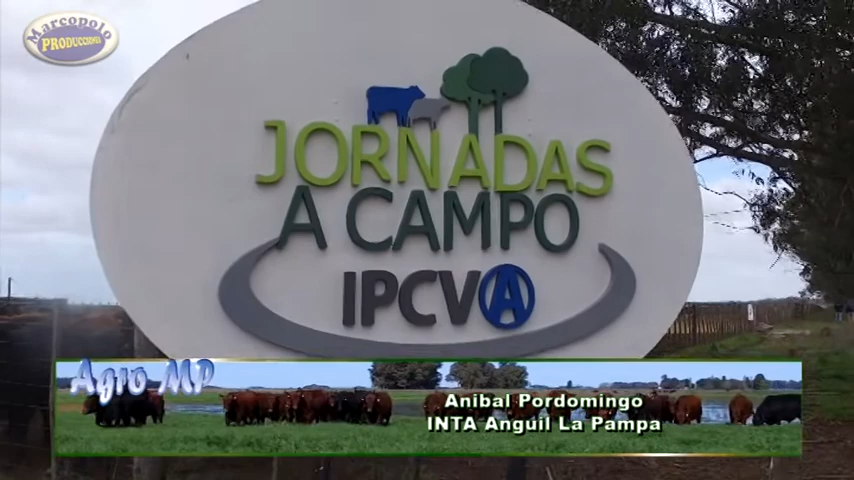 Marcopolo
PRODUCCIONES
JORNADAS
A CAMPO
IPCVA
Agro MP
Anibal Pordomingo
INTA Anguil La Pampa